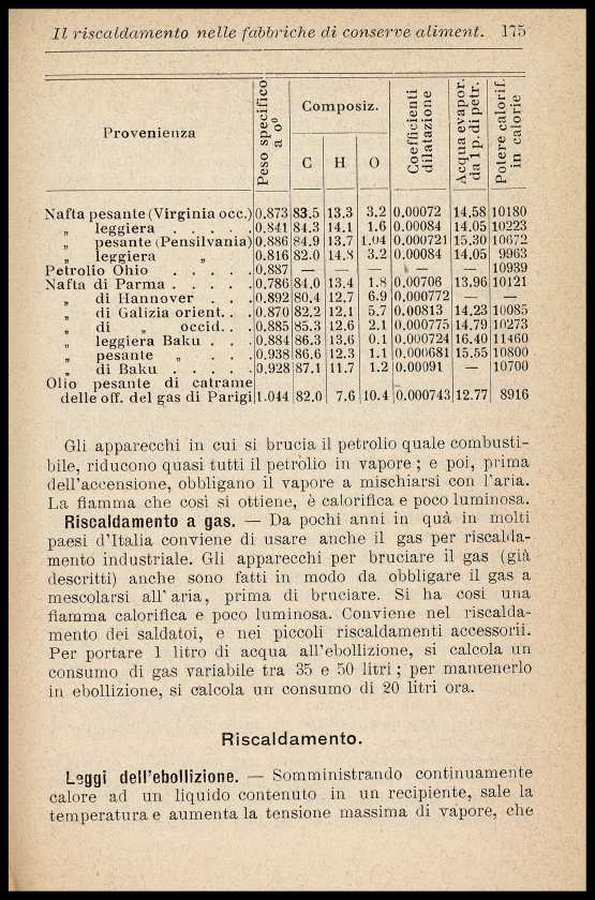 Il riscaldamento nelle fabbriche di conserve aliment. 175
Provenienza
Peso specifico a 0°
Composiz.
C H O
Coefficienti dilatazione
Acqua evapor. da 1 p. di petr.
Potere calorif. in calorie
Nafta pesante (Virginia occ.) 0.873 83.5 13.3 3.2 0.00072 14.58 10180
„ leggiera . . . . . 0.841 84.3 14.1 1.6 0.00084 14.05 10223
„ pesante (Pensilvania) 0.886 84.9 13.7 1.04 0.000721 15.30 10672
„ leggiera „ 0.816 82.0 14.8 3.2 0.00084 14.05 9963
Petrolio Ohio . . . . . 0.887 — — — — — 10939
Nafta di Parma . . . . . 0.786 84.0 13.4 1.8 0.00706 13.96 10121
„ di Hannover . . . 0.892 80.4 12.7 6.9 0.000772 — —
„ di Galizia orient. . . 0.870 82.2 12.1 5.7 0.00813 14.23 10085
„ di „ occid. . . 0.885 85.3 12.6 2.1 0.000775 14.79 10273
„ leggiera Baku . . . 0.884 86.3 13.6 0.1 0.000724 16.40 11460
„ pesante „ . . . 0.938 86.6 12.3 1.1 0.000681 15.55 10800
„ di Baku . . . . . 0.928 87.1 11.7 1.2 0.00091 — 10700
Olio pesante di catrame
delle off. del gas di Parigi 1.044 82.0 7.6 10.4 0.000743 12.77 8916
Gli apparecchi in cui si brucia il petrolio quale combusti-
bile, riducono quasi tutti il petrolio in vapore; e poi, prima
dell'accensione, obbligano il vapore a mischiarsi con l'aria.
La fiamma che così si ottiene, è calorifica e poco luminosa.
Riscaldamento a gas. — Da pochi anni in quà in molti
paesi d'Italia conviene di usare anche il gas per riscalda-
mento industriale. Gli apparecchi per bruciare il gas (già
descritti) anche sono fatti in modo da obbligare il gas a
mescolarsi all'aria, prima di bruciare. Si ha così una
fiamma calorifica e poco luminosa. Conviene nel riscalda-
mento dei saldatoi, e nei piccoli riscaldamenti accessorii.
Per portare 1 litro di acqua all'ebollizione, si calcola un
consumo di gas variabile tra 35 e 50 litri; per mantenerlo
in ebollizione, si calcola un consumo di 20 litri ora.
Riscaldamento.
Leggi dell'ebollizione. — Somministrando continuamente
calore ad un liquido contenuto in un recipiente, sale la
temperatura e aumenta la tensione massima di vapore, che